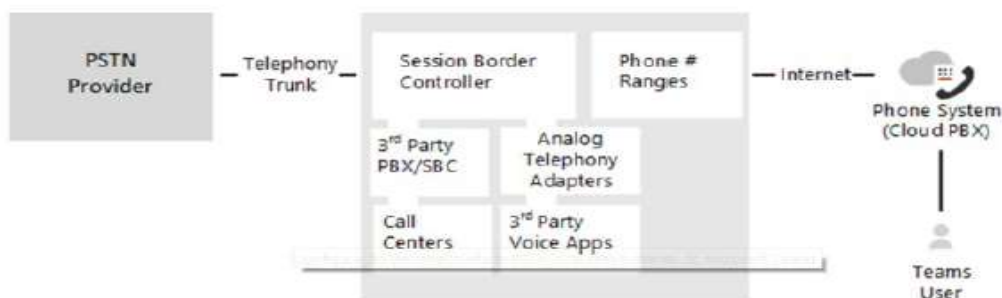 PSTN
Provider
Telephony
Trunk
Session Border
Controller
Phone #
Ranges
Internet
Phone System
(Cloud PBX)
3rd Party
PBX/SBC
Analog
Telephony
Adapters
Call
Centers
3rd Party
Voice Apps
Teams
User